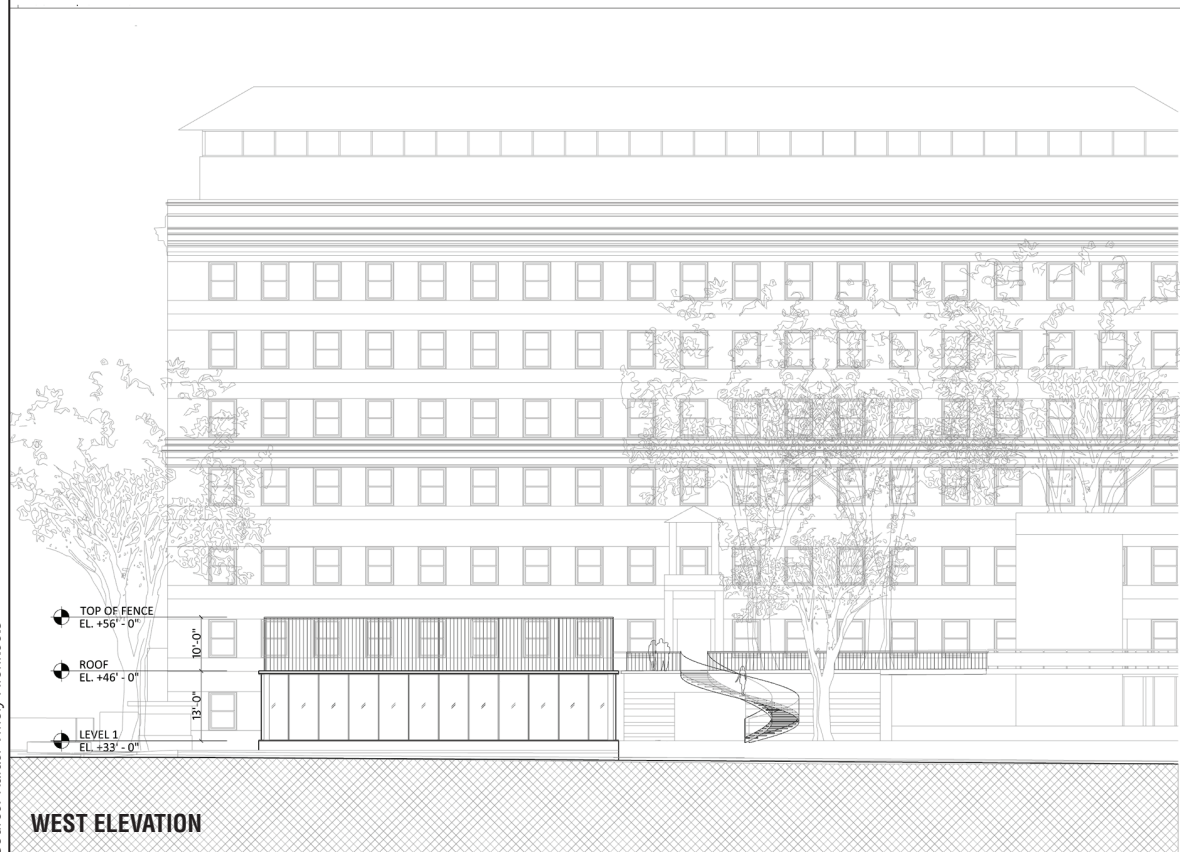 TOP OF FENCE
EL. +56' - 0"
10'-0"
ROOF
EL. +46' - 0"
13'-0"
LEVEL 1
EL. +33' - 0"
WEST ELEVATION